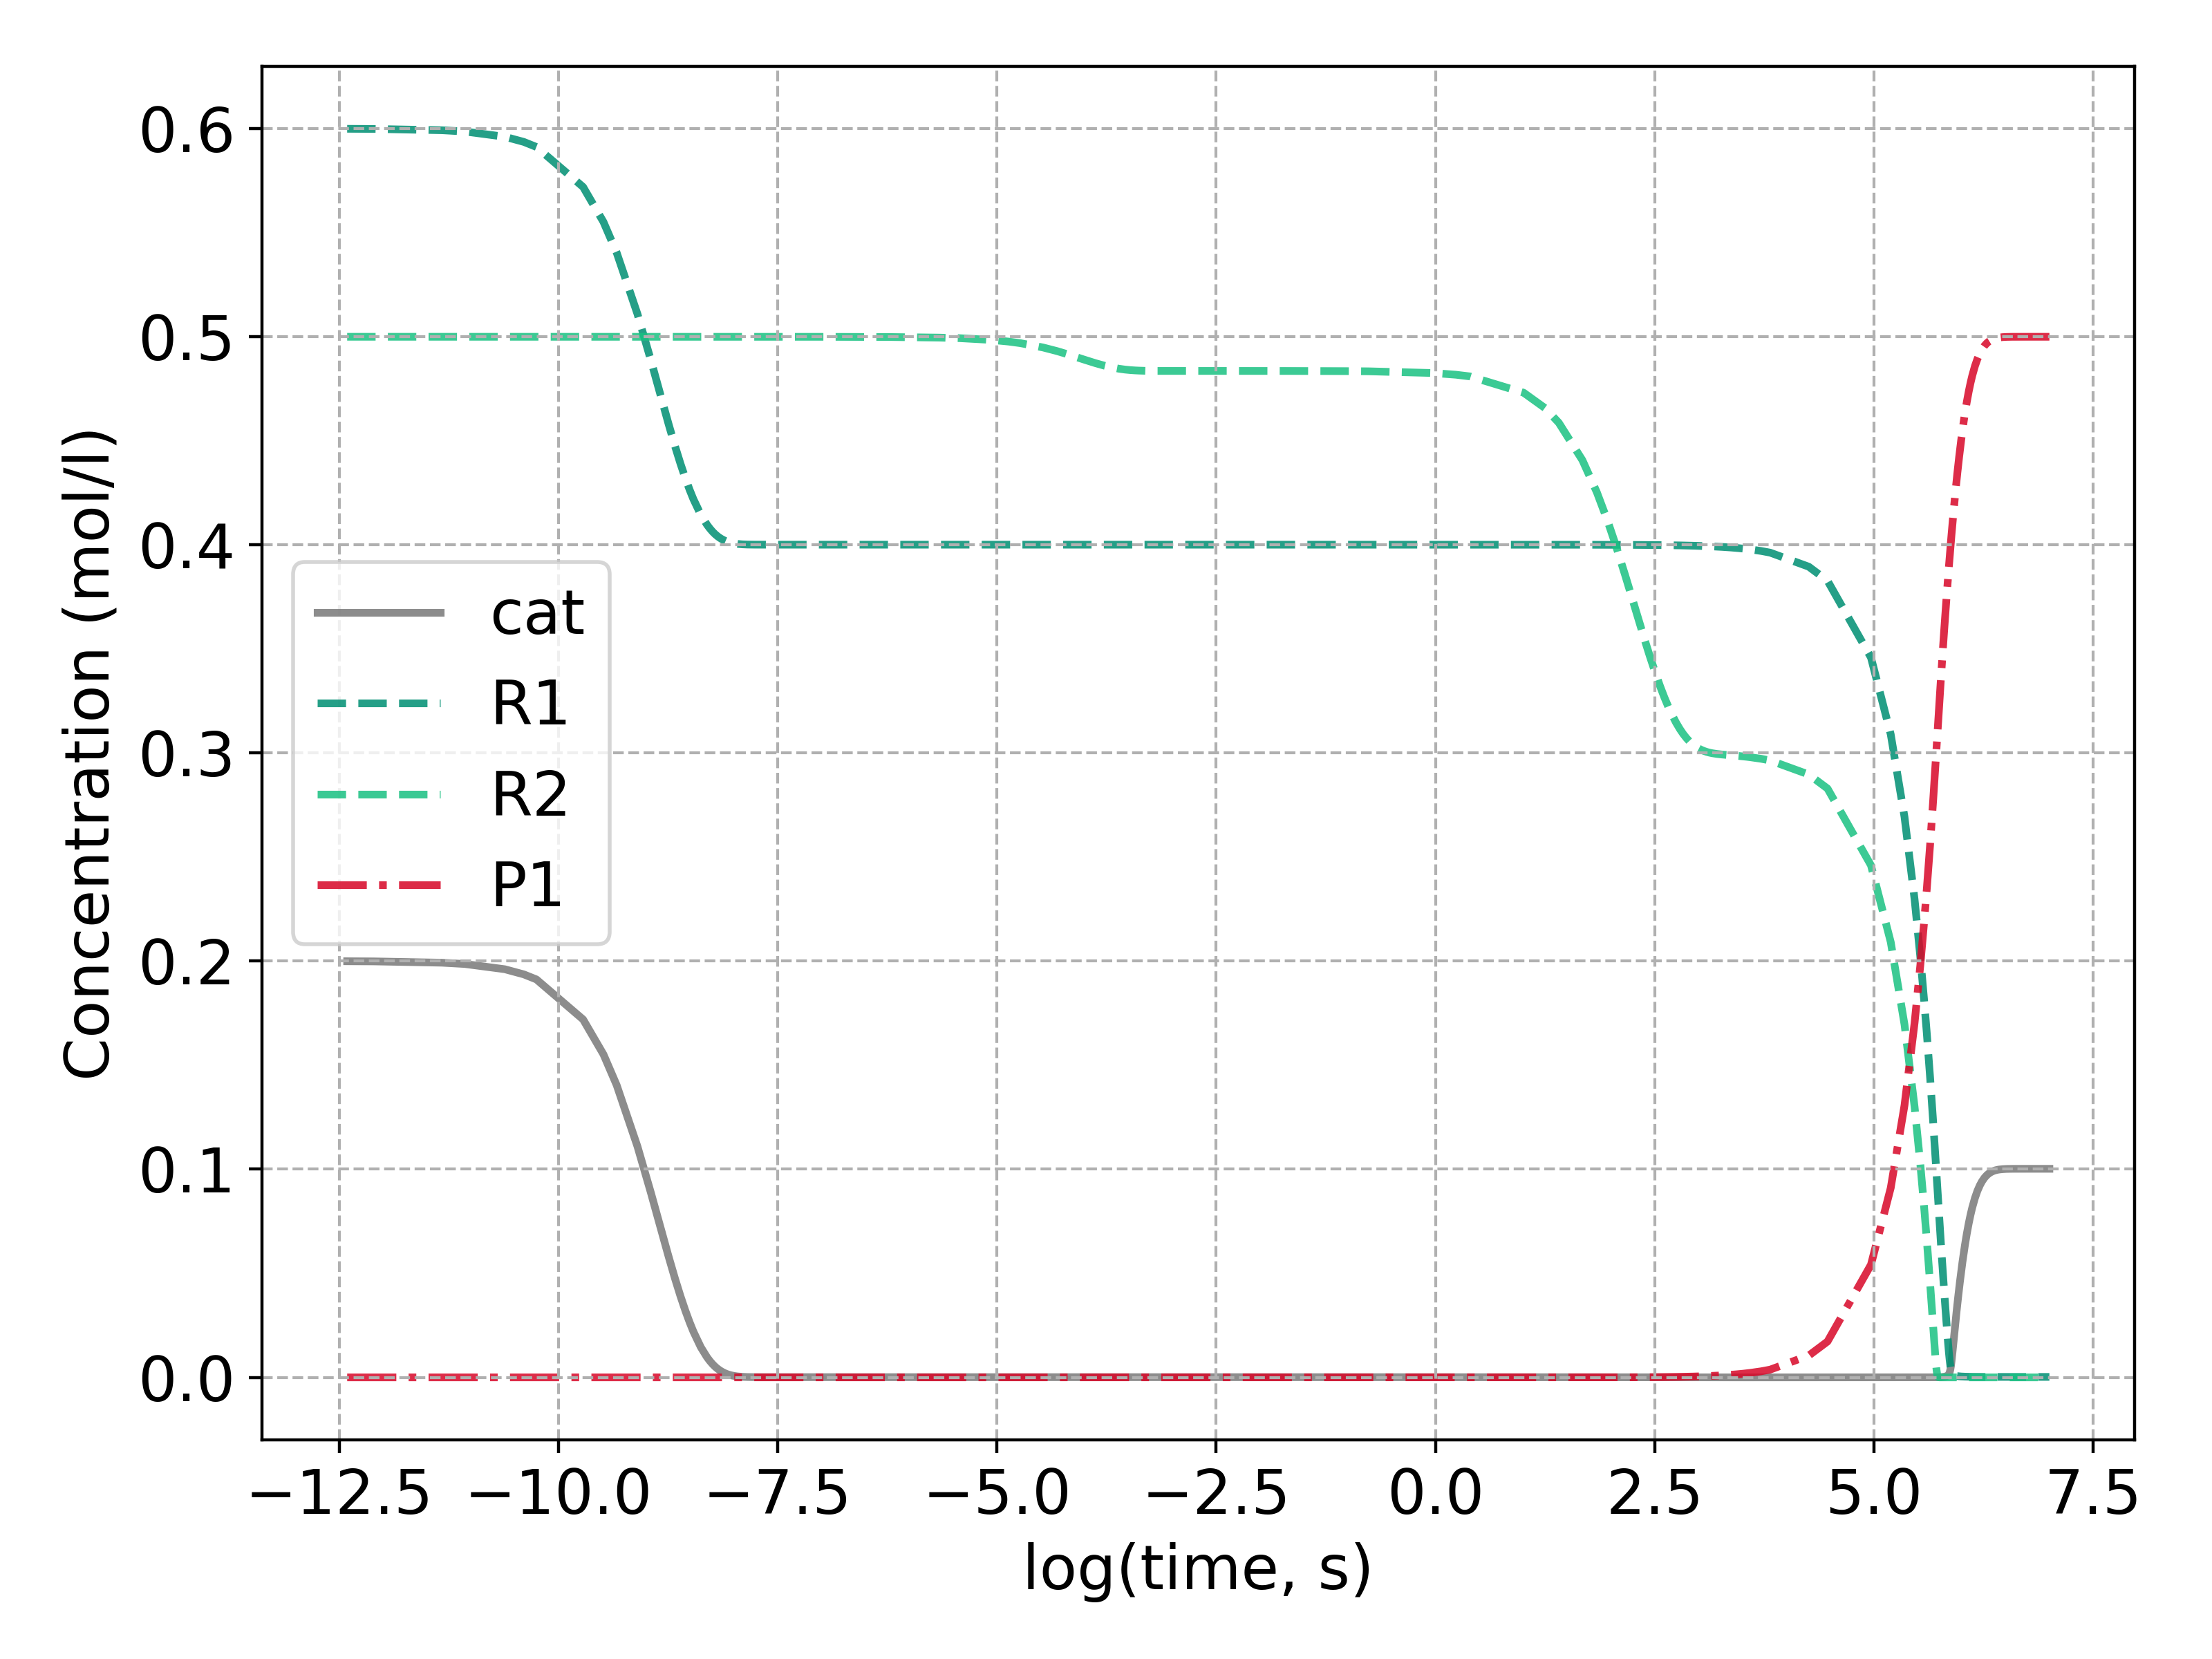 0.6
0.5
0.4
0.3
0.2
0.1
0.0
Concentration (mol/l)
cat
R1
R2
P1
−12.5 −10.0 −7.5 −5.0 −2.5 0.0 2.5 5.0 7.5
log(time, s)